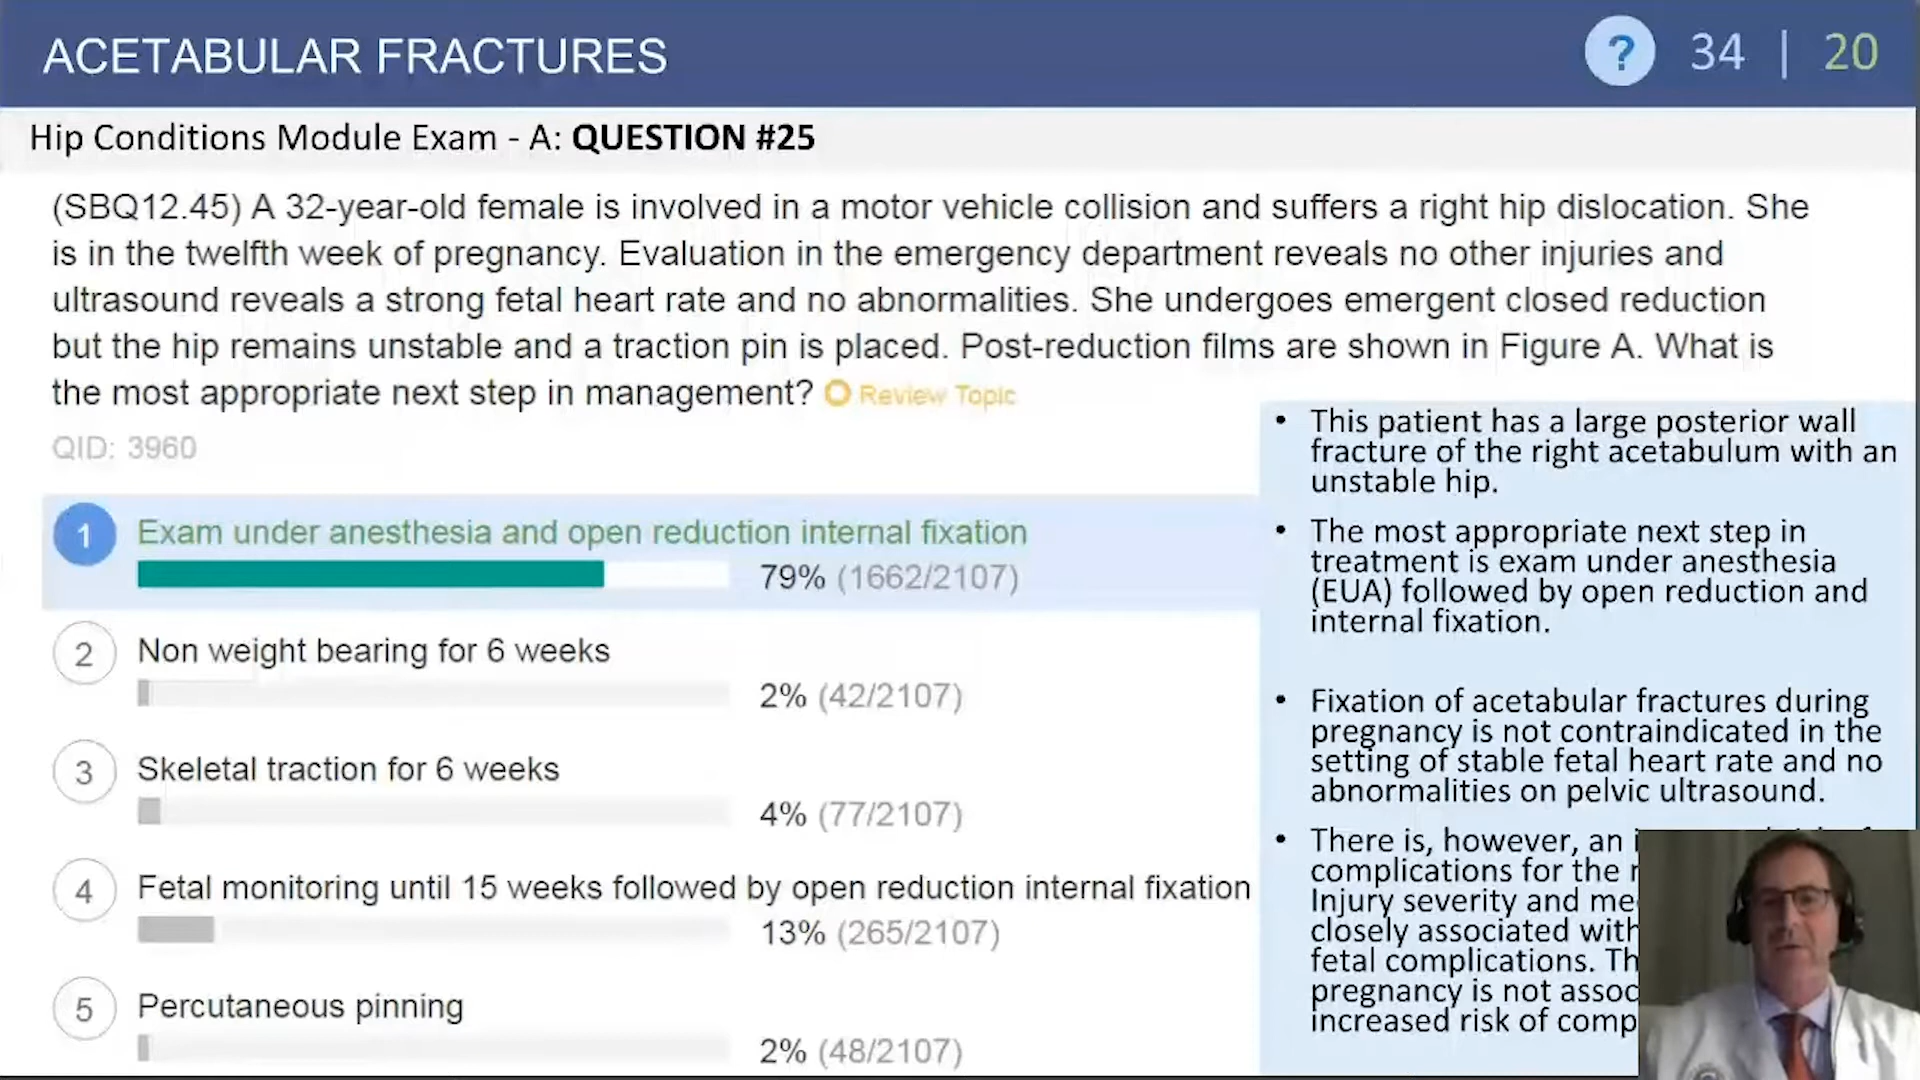 ACETABULAR FRACTURES
? 34 | 20
Hip Conditions Module Exam - A: QUESTION #25
(SBQ12.45) A 32-year-old female is involved in a motor vehicle collision and suffers a right hip dislocation. She
is in the twelfth week of pregnancy. Evaluation in the emergency department reveals no other injuries and
ultrasound reveals a strong fetal heart rate and no abnormalities. She undergoes emergent closed reduction
but the hip remains unstable and a traction pin is placed. Post-reduction films are shown in Figure A. What is
the most appropriate next step in management? Review Topic
QID: 3960
1 Exam under anesthesia and open reduction internal fixation
79% (1662/2107)
2 Non weight bearing for 6 weeks
2% (42/2107)
3 Skeletal traction for 6 weeks
4% (77/2107)
4 Fetal monitoring until 15 weeks followed by open reduction internal fixation
13% (265/2107)
5 Percutaneous pinning
2% (48/2107)
• This patient has a large posterior wall
fracture of the right acetabulum with an
unstable hip.
• The most appropriate next step in
treatment is exam under anesthesia
(EUA) followed by open reduction and
internal fixation.
• Fixation of acetabular fractures during
pregnancy is not contraindicated in the
setting of stable fetal heart rate and no
abnormalities on pelvic ultrasound.
• There is, however, an
complications for the
Injury severity and
closely associated with
fetal complications.
pregnancy is not
increased risk of